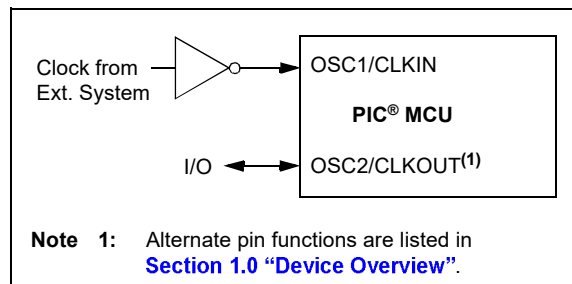 Clock from
Ext. System
OSC1/CLKIN
PIC® MCU
I/O
OSC2/CLKOUT(1)
Note 1: Alternate pin functions are listed in
Section 1.0 “Device Overview”.